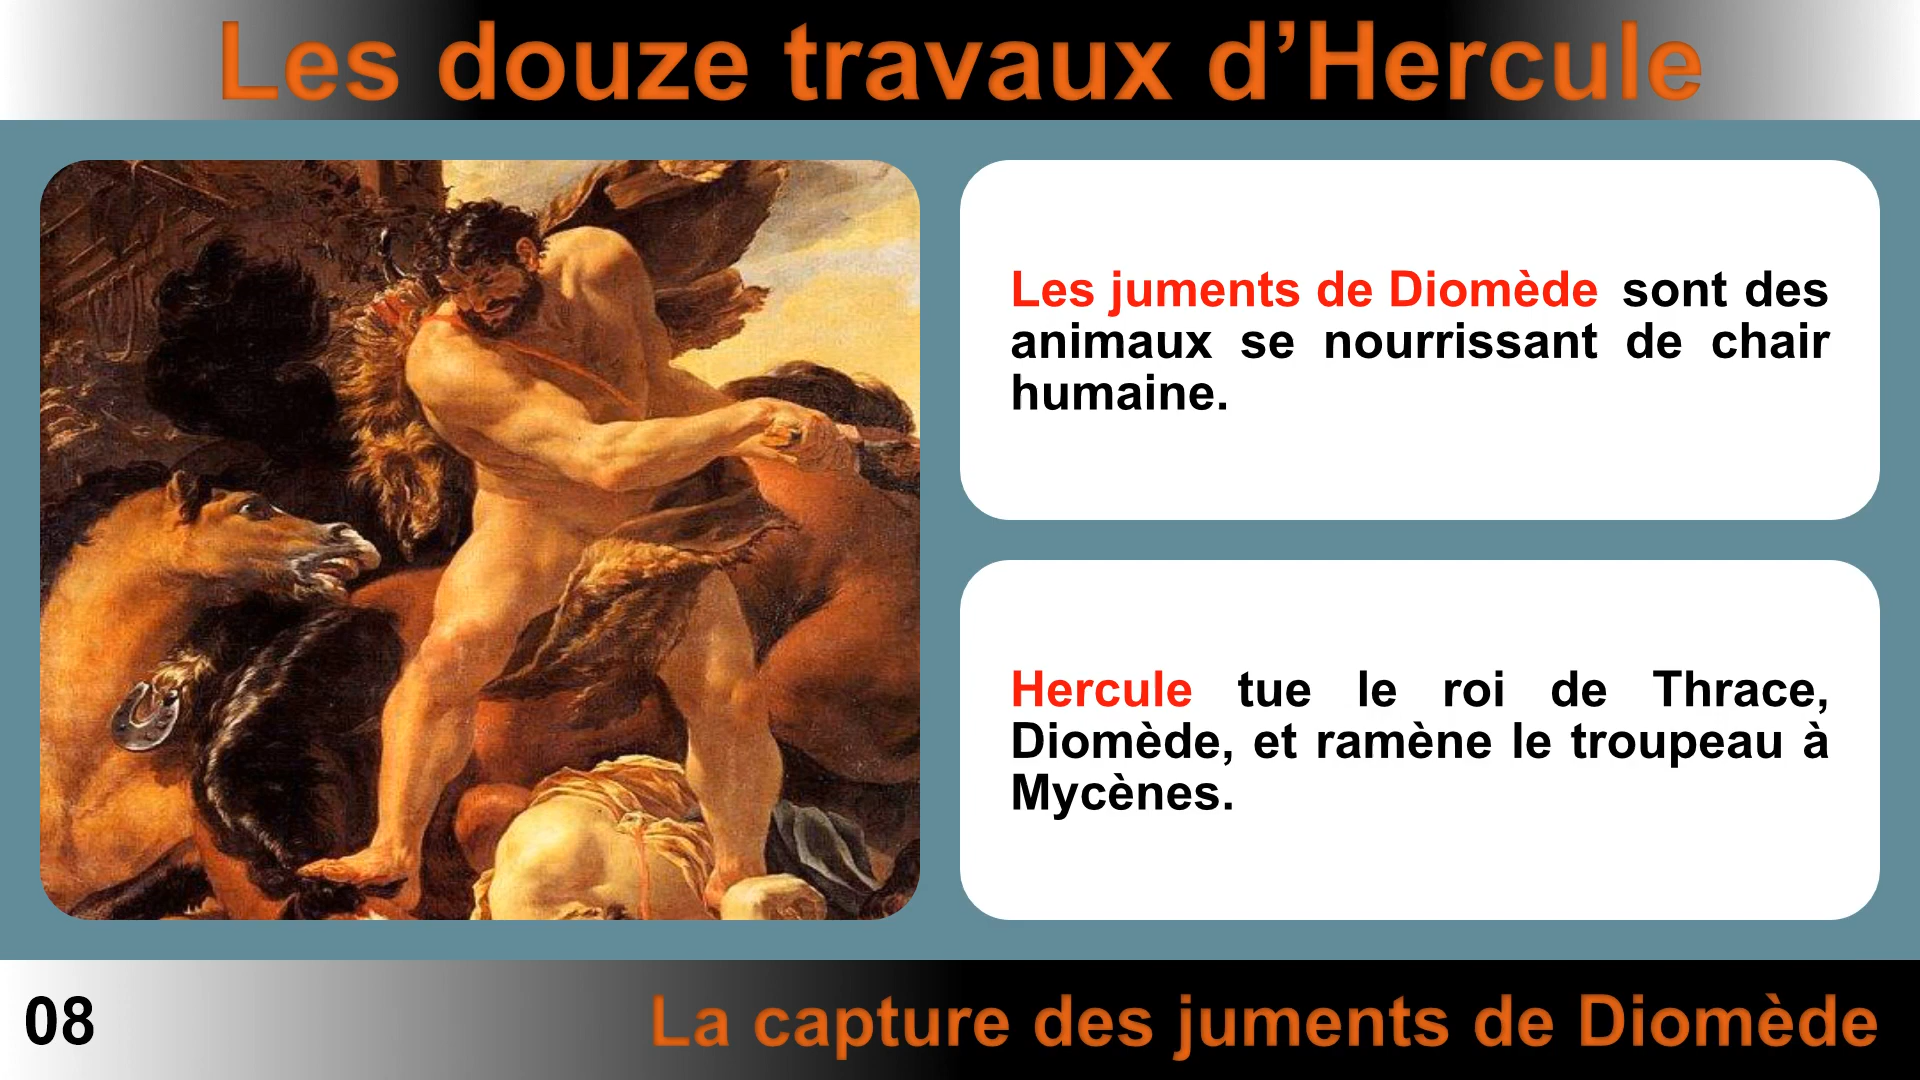 Les douze travaux d’Hercule
Les juments de Diomède sont des
animaux se nourrissant de chair
humaine.
Hercule tue le roi de Thrace,
Diomède, et ramène le troupeau à
Mycènes.
08
La capture des juments de Diomède